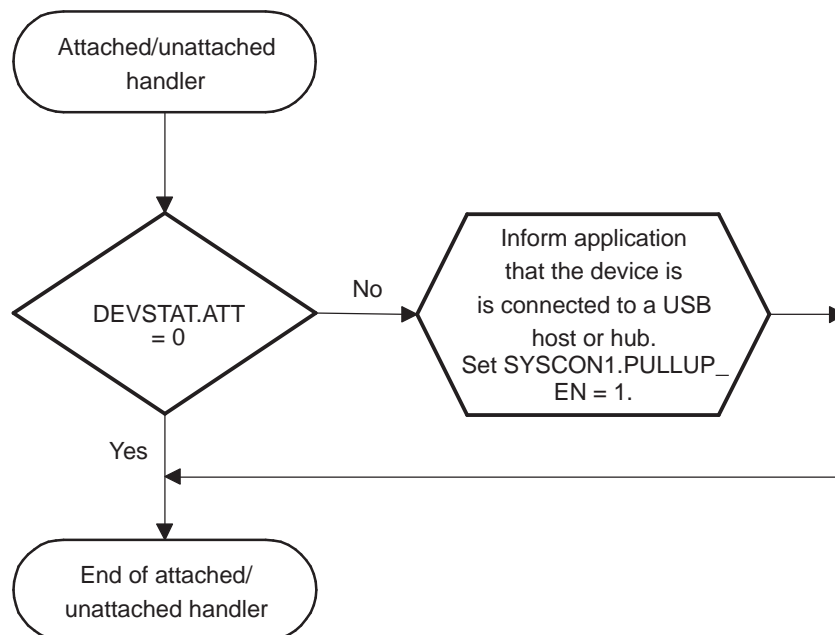 Attached/unattached
handler
DEVSTAT.ATT
= 0
No
Inform application
that the device is
is connected to a USB
host or hub.
Set SYSCON1.PULLUP_
EN = 1.
Yes
End of attached/
unattached handler